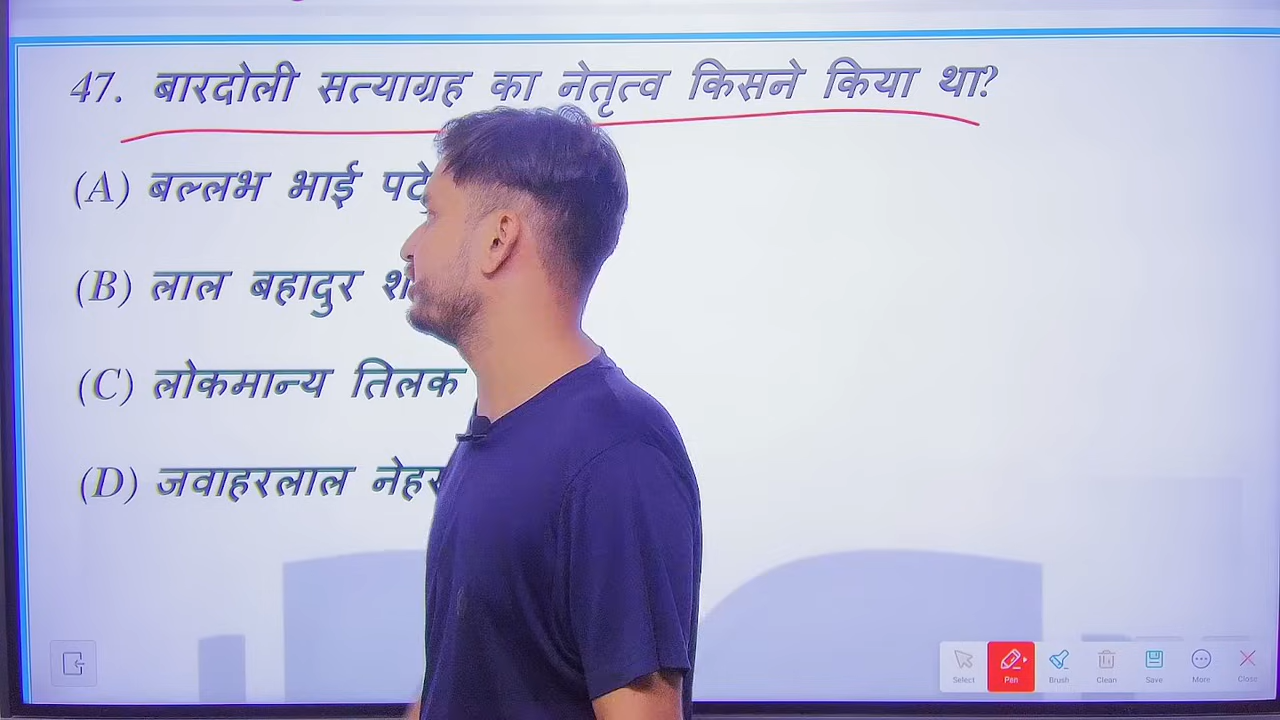 47. बारदोली सत्याग्रह का नेतृत्व किसने किया था?
(A) बल्लभ भाई
(B) लाल बहादुर
(C) लोकमान्य तिलक
(D) जवाहरलाल
Select
Pen
Brush
Clean
Save
More
Close